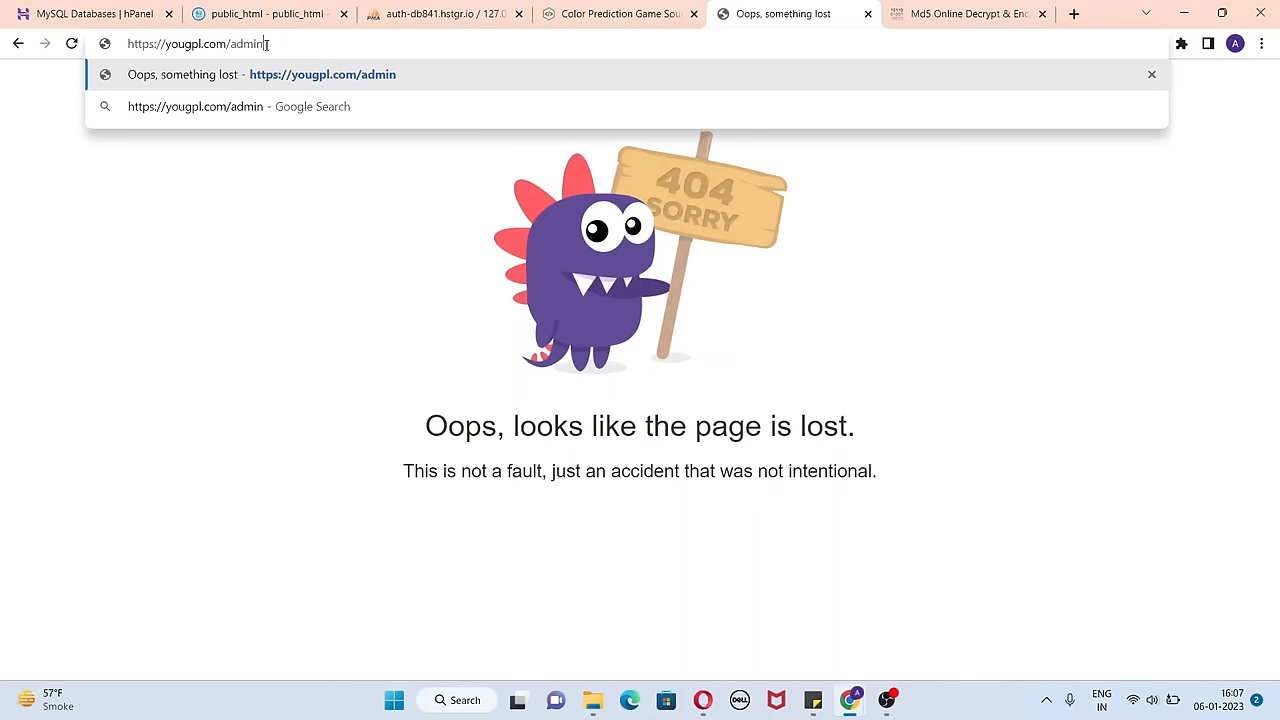 MySQL Databases | hPanel
public_html - public_html -
auth-db841.hstgr.io / 127.0
Color Prediction Game Sou
Oops, something lost
Md5 Online Decrypt & Enc
https://yougpl.com/admin
A
Oops, something lost - https://yougpl.com/admin
https://yougpl.com/admin - Google Search
404
SORRY
Oops, looks like the page is lost.
This is not a fault, just an accident that was not intentional.
57°F
Smoke
Search
DELL
A
ENG
IN
16:07
06-01-2023
2